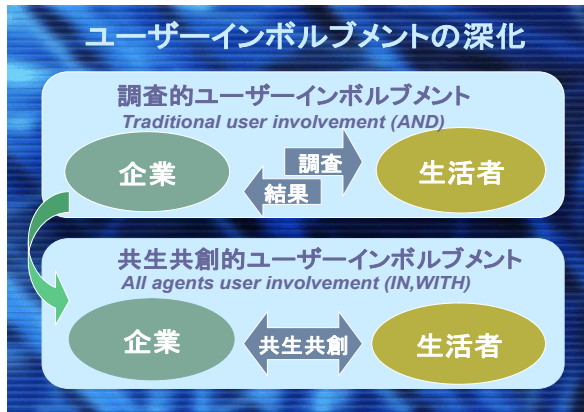 ユーザーインボルブメントの深化
調査的ユーザーインボルブメント
Traditional user involvement (AND)
企業
調査
結果
生活者
共生共創的ユーザーインボルブメント
All agents user involvement (IN,WITH)
企業
共生共創
生活者